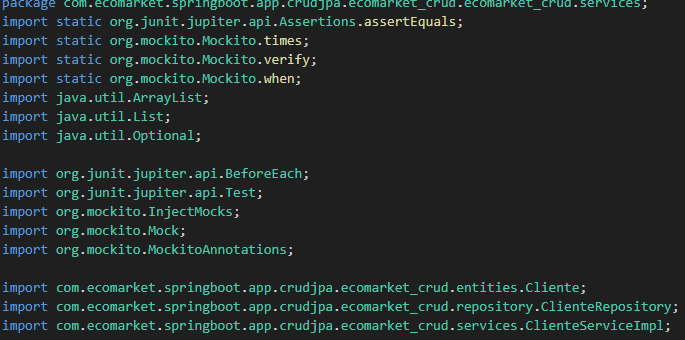 package com.ecomarket.springboot.app.crudjpa.ecomarket_crud.ecomarket_crud.services;
import static org.junit.jupiter.api.Assertions.assertEquals;
import static org.mockito.Mockito.times;
import static org.mockito.Mockito.verify;
import static org.mockito.Mockito.when;
import java.util.ArrayList;
import java.util.List;
import java.util.Optional;
import org.junit.jupiter.api.BeforeEach;
import org.junit.jupiter.api.Test;
import org.mockito.InjectMocks;
import org.mockito.Mock;
import org.mockito.MockitoAnnotations;
import com.ecomarket.springboot.app.crudjpa.ecomarket_crud.entities.Cliente;
import com.ecomarket.springboot.app.crudjpa.ecomarket_crud.repository.ClienteRepository;
import com.ecomarket.springboot.app.crudjpa.ecomarket_crud.services.ClienteServiceImpl;